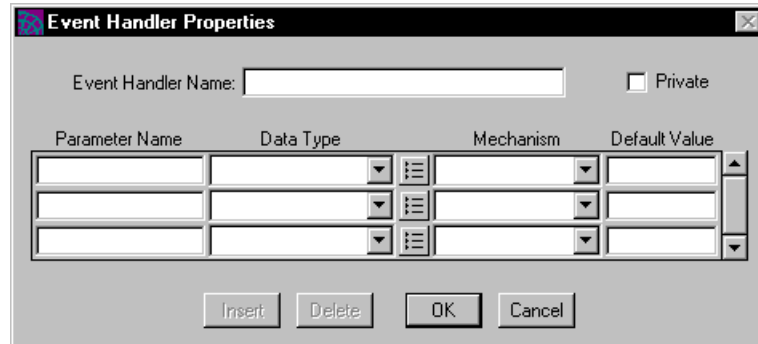 Event Handler Properties
Event Handler Name:
Private
Parameter Name Data Type Mechanism Default Value
Insert Delete OK Cancel